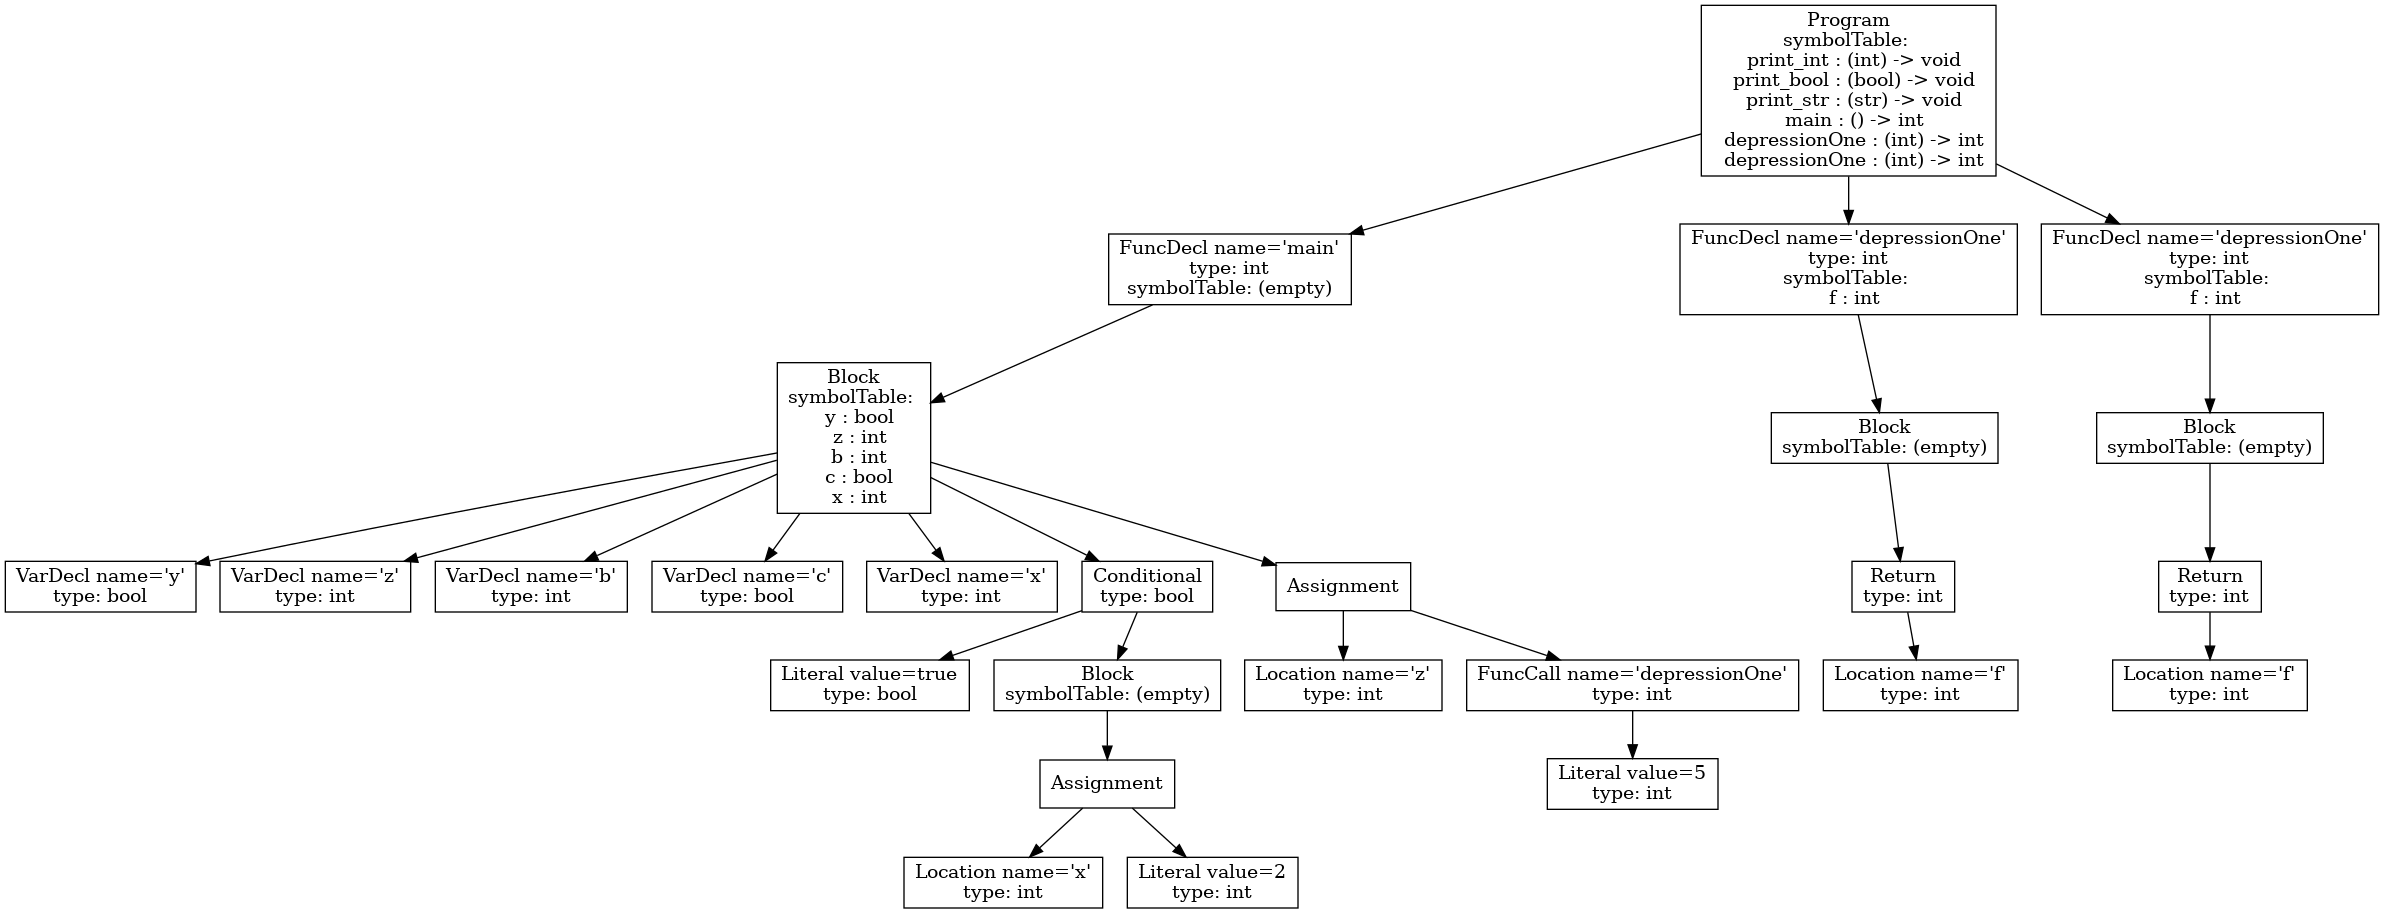 Program
symbolTable:
print_int : (int) -> void
print_bool : (bool) -> void
print_str : (str) -> void
main : () -> int
depressionOne : (int) -> int
depressionOne : (int) -> int
FuncDecl name='main'
type: int
symbolTable: (empty)
FuncDecl name='depressionOne'
type: int
symbolTable:
f : int
FuncDecl name='depressionOne'
type: int
symbolTable:
f : int
Block
symbolTable:
y : bool
z : int
b : int
c : bool
x : int
Block
symbolTable: (empty)
Block
symbolTable: (empty)
VarDecl name='y'
type: bool
VarDecl name='z'
type: int
VarDecl name='b'
type: int
VarDecl name='c'
type: bool
VarDecl name='x'
type: int
Conditional
type: bool
Assignment
Return
type: int
Return
type: int
Literal value=true
type: bool
Block
symbolTable: (empty)
Location name='z'
type: int
FuncCall name='depressionOne'
type: int
Location name='f'
type: int
Location name='f'
type: int
Assignment
Literal value=5
type: int
Location name='x'
type: int
Literal value=2
type: int